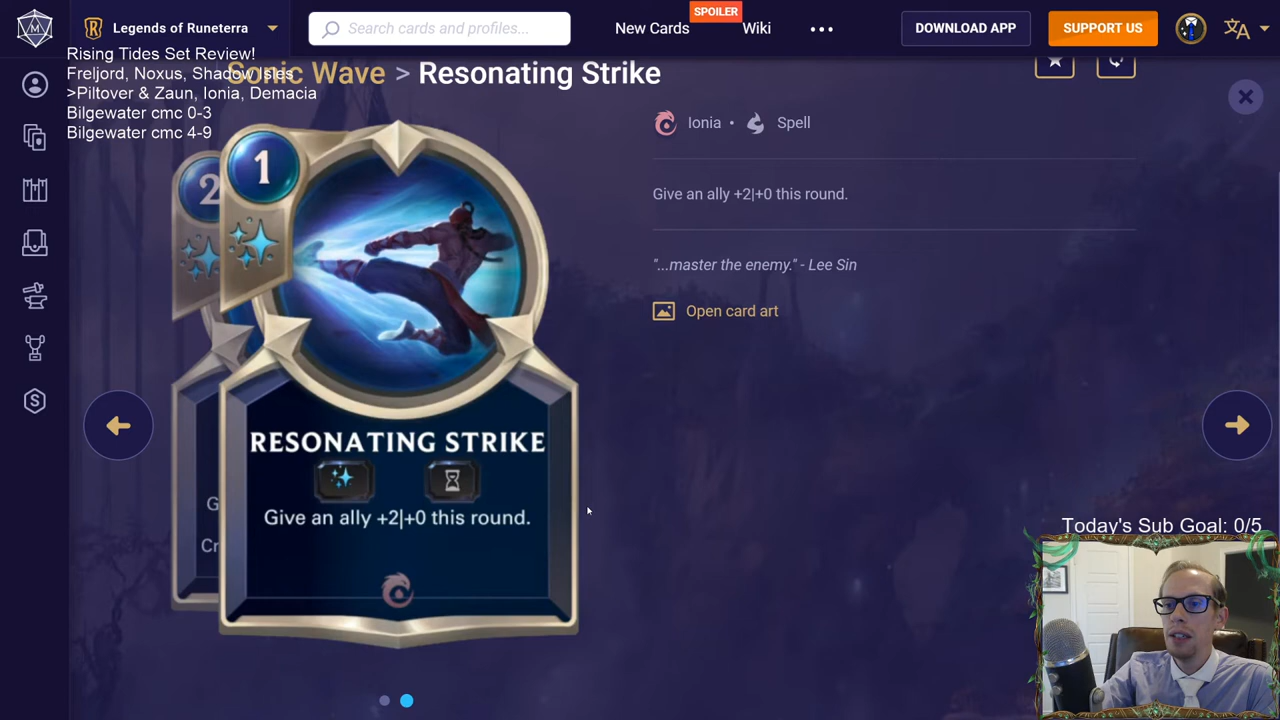 SPOILER
Legends of Runeterra
Search cards and profiles...
New Cards
Wiki
DOWNLOAD APP
SUPPORT US
Rising Tides Set Review!
Freljord, Noxus, Shadow Isles
>Piltover & Zaun, Ionia, Demacia
Bilgewater cmc 0-3
Bilgewater cmc 4-9
Sonic Wave > Resonating Strike
Ionia • Spell
Give an ally +2|+0 this round.
"...master the enemy." - Lee Sin
Open card art
2
1
RESONATING STRIKE
Give an ally +2|+0 this round.
G
Cr
Today's Sub Goal: 0/5